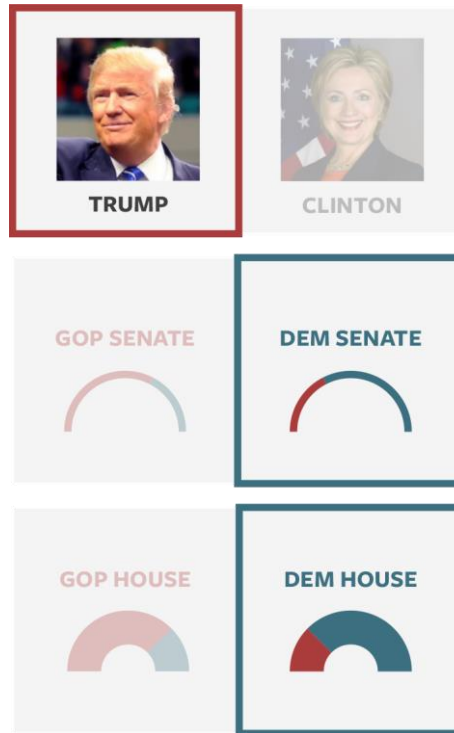 TRUMP
CLINTON
GOP SENATE
DEM SENATE
GOP HOUSE
DEM HOUSE